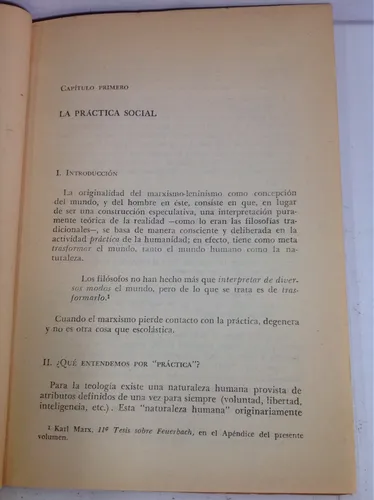 CAPÍTULO PRIMERO
LA PRÁCTICA SOCIAL
I. INTRODUCCIÓN
La originalidad del marxismo-leninismo como concepción
del mundo, y del hombre en éste, consiste en que, en lugar
de ser una construcción especulativa, una interpretación pura-
mente teórica de la realidad —como lo eran las filosofías tra-
dicionales—, se basa de manera consciente y deliberada en la
actividad práctica de la humanidad; en efecto, tiene como meta
trasformar el mundo, tanto el mundo humano como la na-
turaleza.
Los filósofos no han hecho más que interpretar de diver-
sos modos el mundo, pero de lo que se trata es de tras-
formarlo.1
Cuando el marxismo pierde contacto con la práctica, degenera
y no es otra cosa que escolástica.
II. ¿QUÉ ENTENDEMOS POR "PRÁCTICA"?
Para la teología existe una naturaleza humana provista de
atributos definidos de una vez para siempre (voluntad, libertad,
inteligencia, etc.). Esta "naturaleza humana" originariamente
1 Karl Marx, 11ª Tesis sobre Feuerbach, en el Apéndice del presente
volumen.